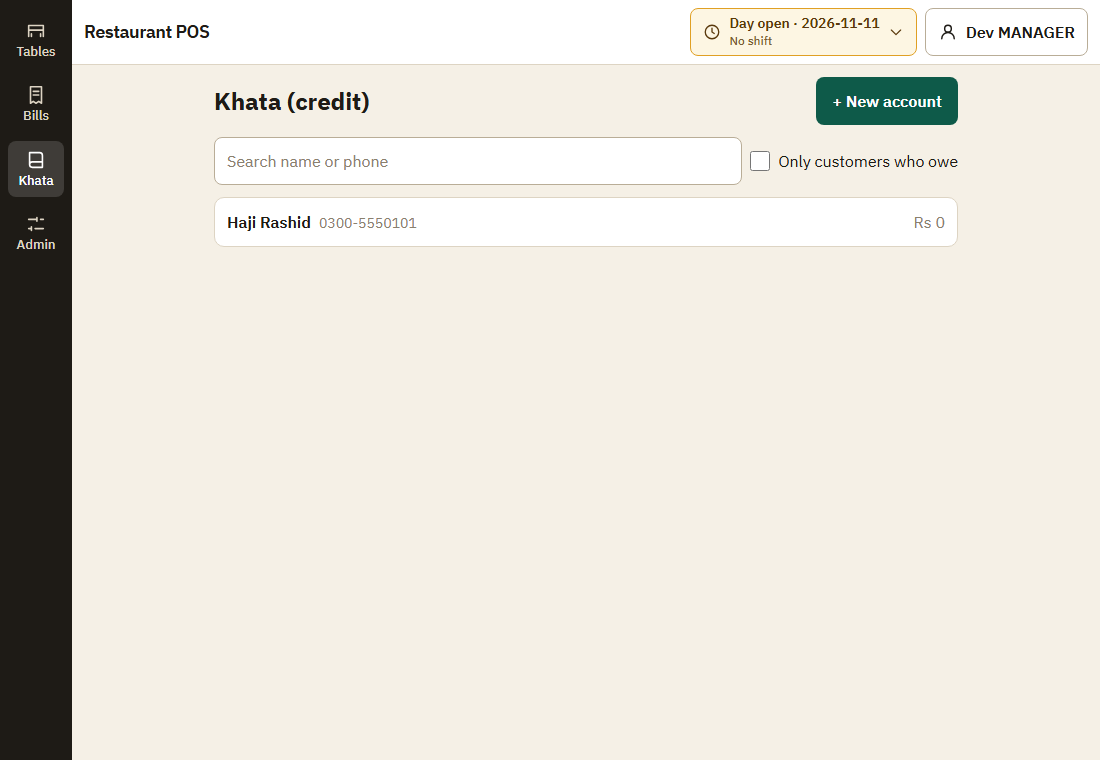 Restaurant POS
Day open · 2026-11-11
No shift
Dev MANAGER
Tables
Bills
Khata
Admin
Khata (credit)
+ New account
Search name or phone
Only customers who owe
Haji Rashid 0300-5550101
Rs 0